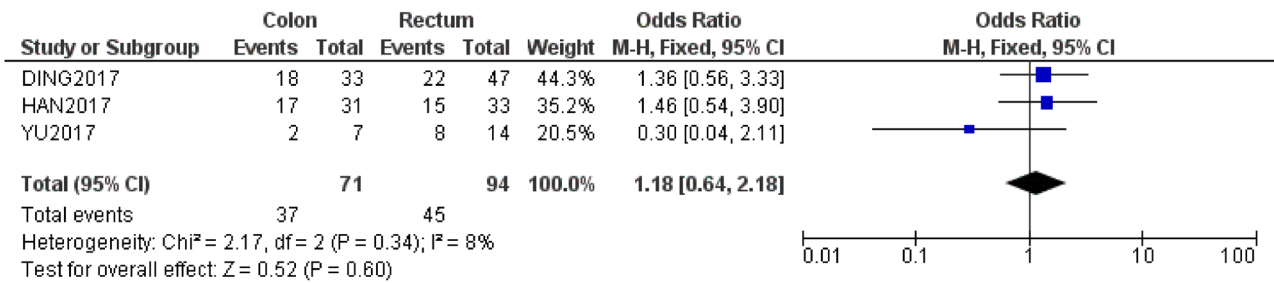 Colon Rectum Odds Ratio Odds Ratio
Study or Subgroup Events Total Events Total Weight M-H, Fixed, 95% CI M-H, Fixed, 95% CI
DING2017 18 33 22 47 44.3% 1.36 [0.56, 3.33]
HAN2017 17 31 15 33 35.2% 1.46 [0.54, 3.90]
YU2017 2 7 8 14 20.5% 0.30 [0.04, 2.11]
Total (95% CI) 71 94 100.0% 1.18 [0.64, 2.18]
Total events 37 45
Heterogeneity: Chi² = 2.17, df = 2 (P = 0.34); I² = 8%
Test for overall effect: Z = 0.52 (P = 0.60)
0.01 0.1 1 10 100